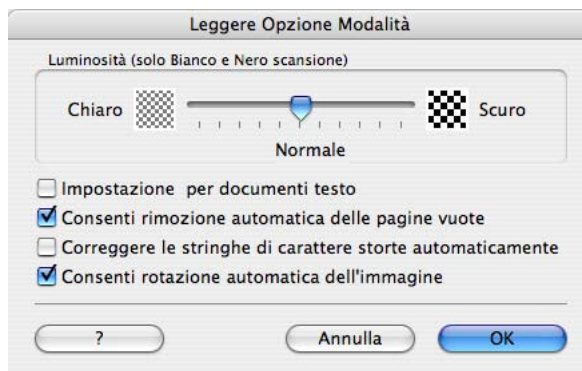 Leggere Opzione Modalità
Luminosità (solo Bianco e Nero scansione)
Chiaro Scuro
Normale
Impostazione per documenti testo
Consenti rimozione automatica delle pagine vuote
Correggere le stringhe di carattere storte automaticamente
Consenti rotazione automatica dell'immagine
? Annulla OK